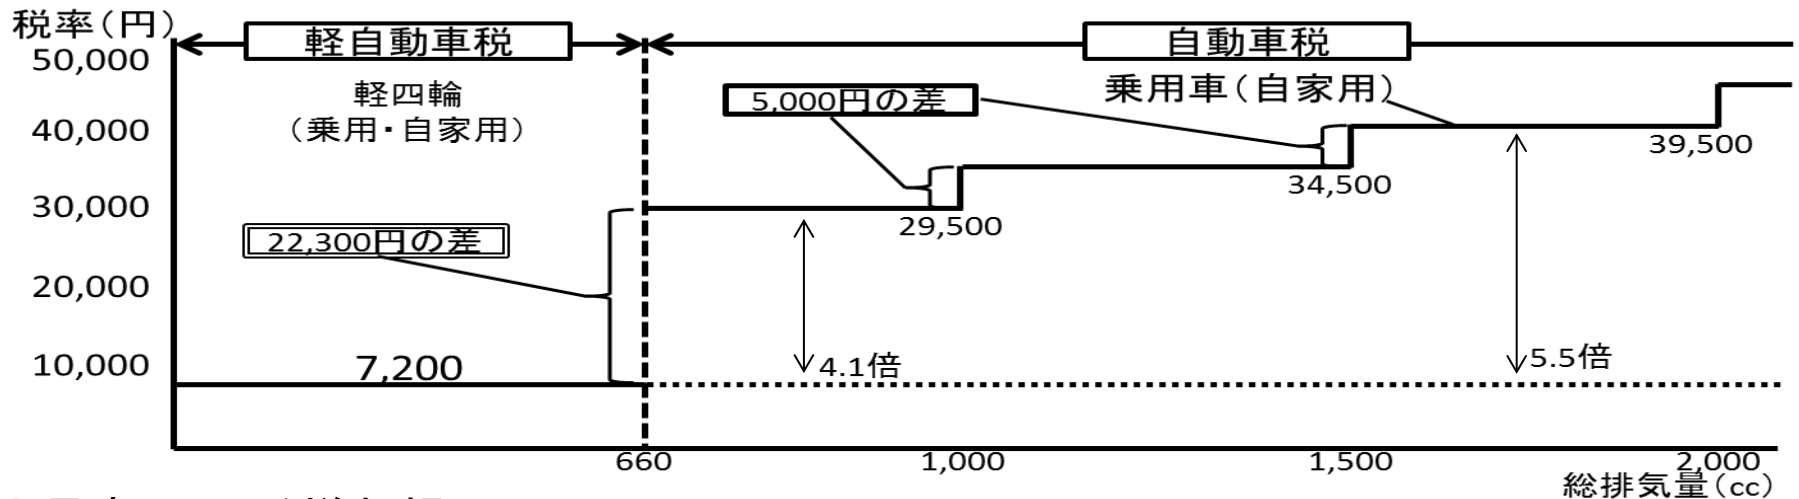 税率(円)
50,000
40,000
30,000
20,000
10,000
軽自動車税
自動車税
軽四輪
(乗用・自家用)
5,000円の差
乗用車(自家用)
22,300円の差
7,200
29,500
34,500
39,500
4.1倍
5.5倍
660
1,000
1,500
2,000
総排気量(cc)